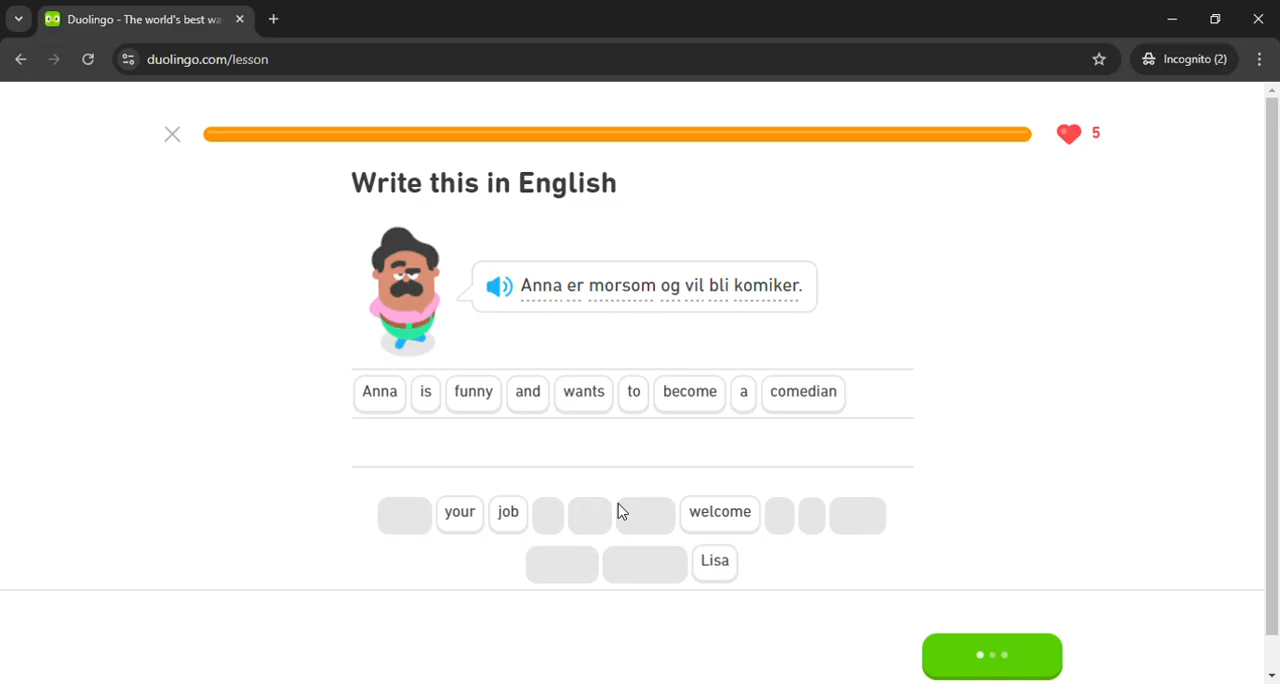 Duolingo - The world's best wa
duolingo.com/lesson
Incognito (2)
5
Write this in English
Anna er morsom og vil bli komiker.
Anna is funny and wants to become a comedian
your job welcome
Lisa